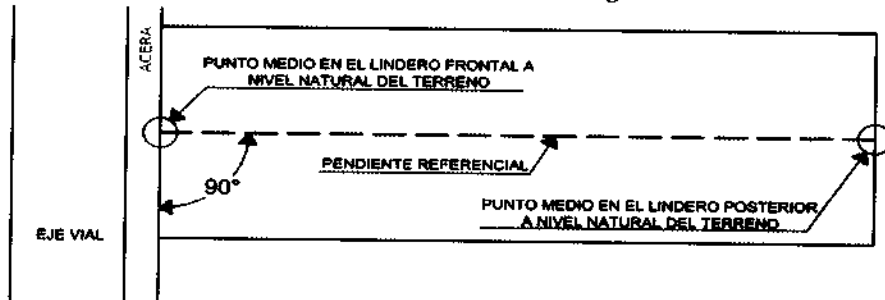 ACERA
PUNTO MEDIO EN EL LINDERO FRONTAL A
NIVEL NATURAL DEL TERRENO
90°
PENDIENTE REFERENCIAL
PUNTO MEDIO EN EL LINDERO POSTERIOR
A NIVEL NATURAL DEL TERRENO
EJE VIAL